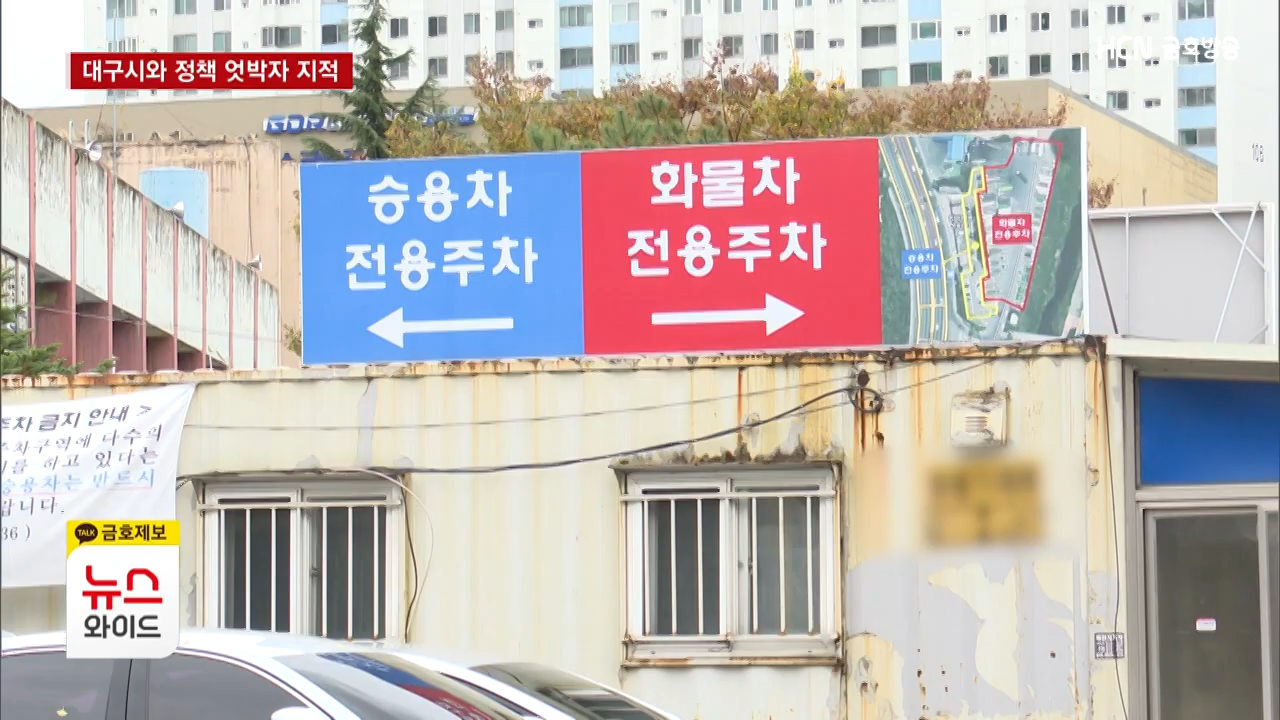 대구시와 정책 엇박자 지적
HCN 금호방송
10B
승용차
전용주차
화물차
전용주차
화물차
전용주차
승용차
전용주차
주차 금지 안내 >
주차구역에 다수의
를 하고 있다는
승용차는 반드시
랍니다.
36 )
TALK 금호제보
뉴스
와이드